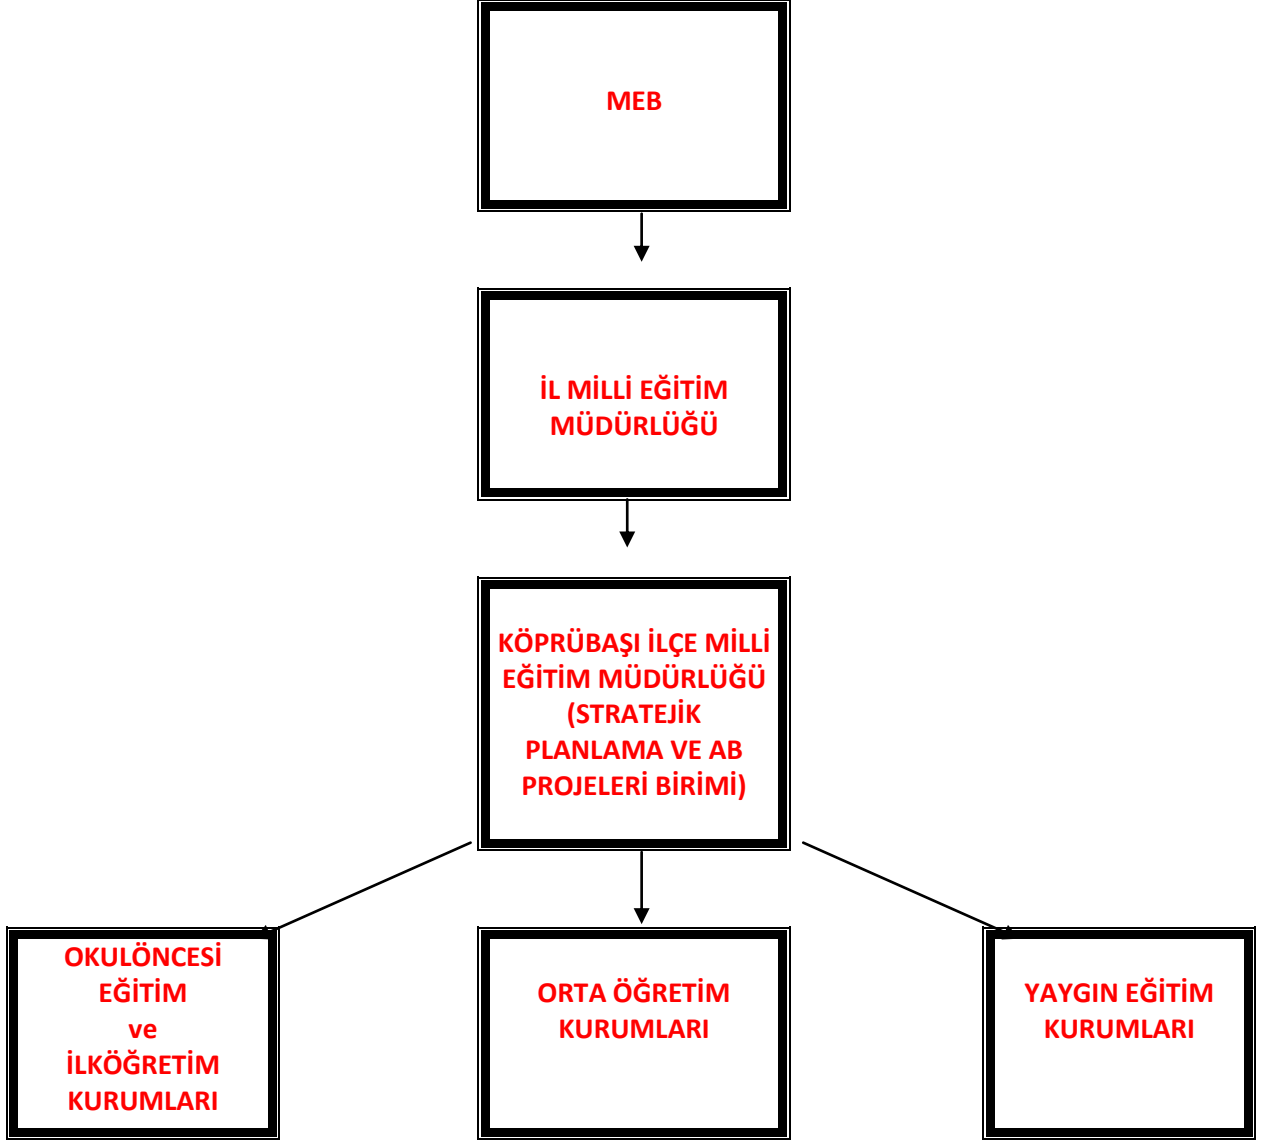 MEB
İL MİLLİ EĞİTİM
MÜDÜRLÜĞÜ
KÖPRÜBAŞI İLÇE MİLLİ
EĞİTİM MÜDÜRLÜĞÜ
(STRATEJİK
PLANLAMA VE AB
PROJELERİ BİRİMİ)
OKULÖNCESİ
EĞİTİM
ve
İLKÖĞRETİM
KURUMLARI
ORTA ÖĞRETİM
KURUMLARI
YAYGIN EĞİTİM
KURUMLARI